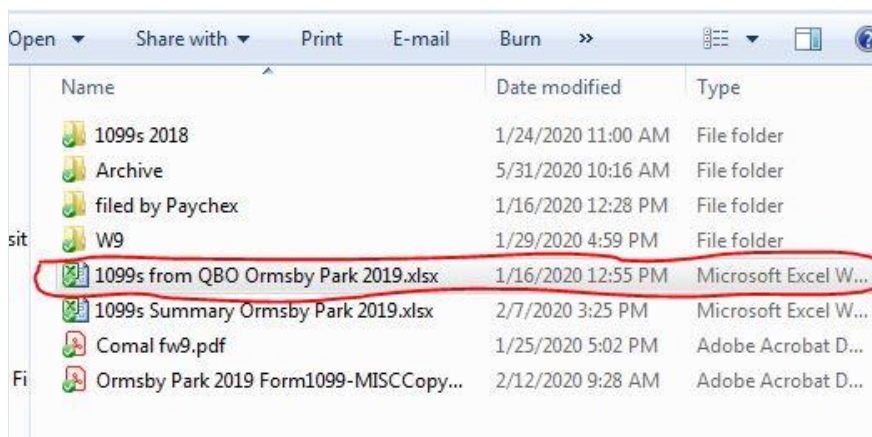 Open Share with Print E-mail Burn »
Name Date modified Type
1099s 2018 1/24/2020 11:00 AM File folder
Archive 5/31/2020 10:16 AM File folder
filed by Paychex 1/16/2020 12:28 PM File folder
sit W9 1/29/2020 4:59 PM File folder
1099s from QBO Ormsby Park 2019.xlsx 1/16/2020 12:55 PM Microsoft Excel W...
1099s Summary Ormsby Park 2019.xlsx 2/7/2020 3:25 PM Microsoft Excel W...
Comal fw9.pdf 1/25/2020 5:02 PM Adobe Acrobat D...
Fi Ormsby Park 2019 Form1099-MISCCopy... 2/12/2020 9:28 AM Adobe Acrobat D...